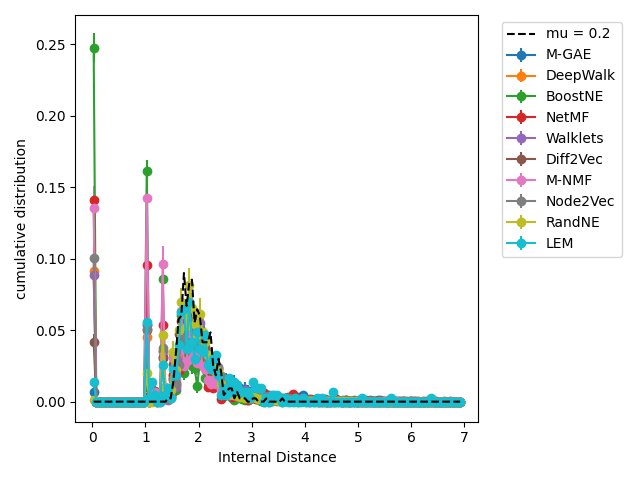 0.25
0.20
0.15
0.10
0.05
0.00
cumulative distribution
0 1 2 3 4 5 6 7
Internal Distance
mu = 0.2
M-GAE
DeepWalk
BoostNE
NetMF
Walklets
Diff2Vec
M-NMF
Node2Vec
RandNE
LEM